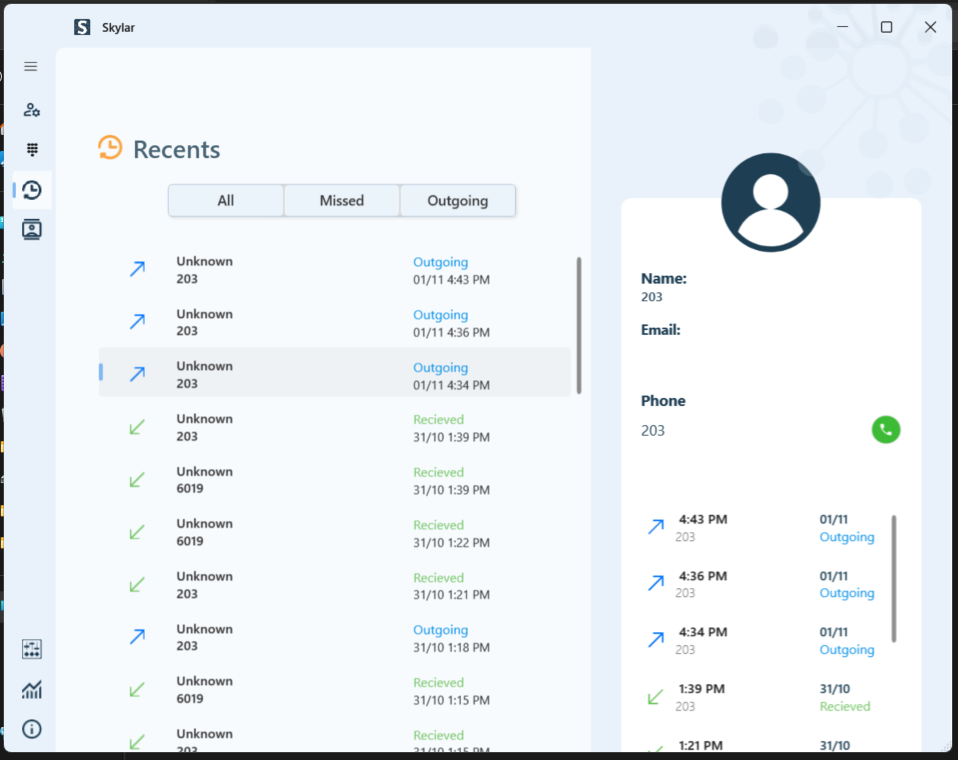 S Skylar
Recents
All Missed Outgoing
Unknown Outgoing
203 01/11 4:43 PM
Unknown Outgoing
203 01/11 4:36 PM
Unknown Outgoing
203 01/11 4:34 PM
Unknown Recieved
203 31/10 1:39 PM
Unknown Recieved
6019 31/10 1:39 PM
Unknown Recieved
6019 31/10 1:22 PM
Unknown Recieved
203 31/10 1:21 PM
Unknown Outgoing
203 31/10 1:18 PM
Unknown Recieved
6019 31/10 1:15 PM
Unknown Recieved
203 31/10 1:15 PM
Name:
203
Email:
Phone
203
4:43 PM 01/11
203 Outgoing
4:36 PM 01/11
203 Outgoing
4:34 PM 01/11
203 Outgoing
1:39 PM 31/10
203 Recieved
1:21 PM 31/10